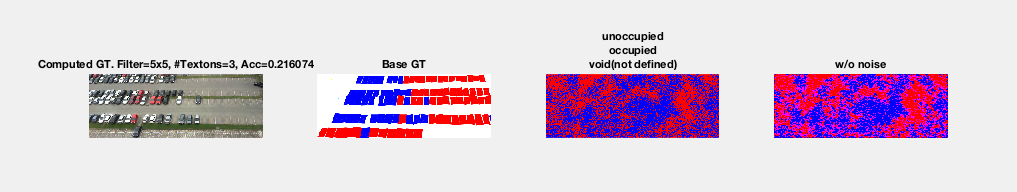 Computed GT. Filter=5x5, #Textons=3, Acc=0.216074
Base GT
unoccupied
occupied
void(not defined)
w/o noise